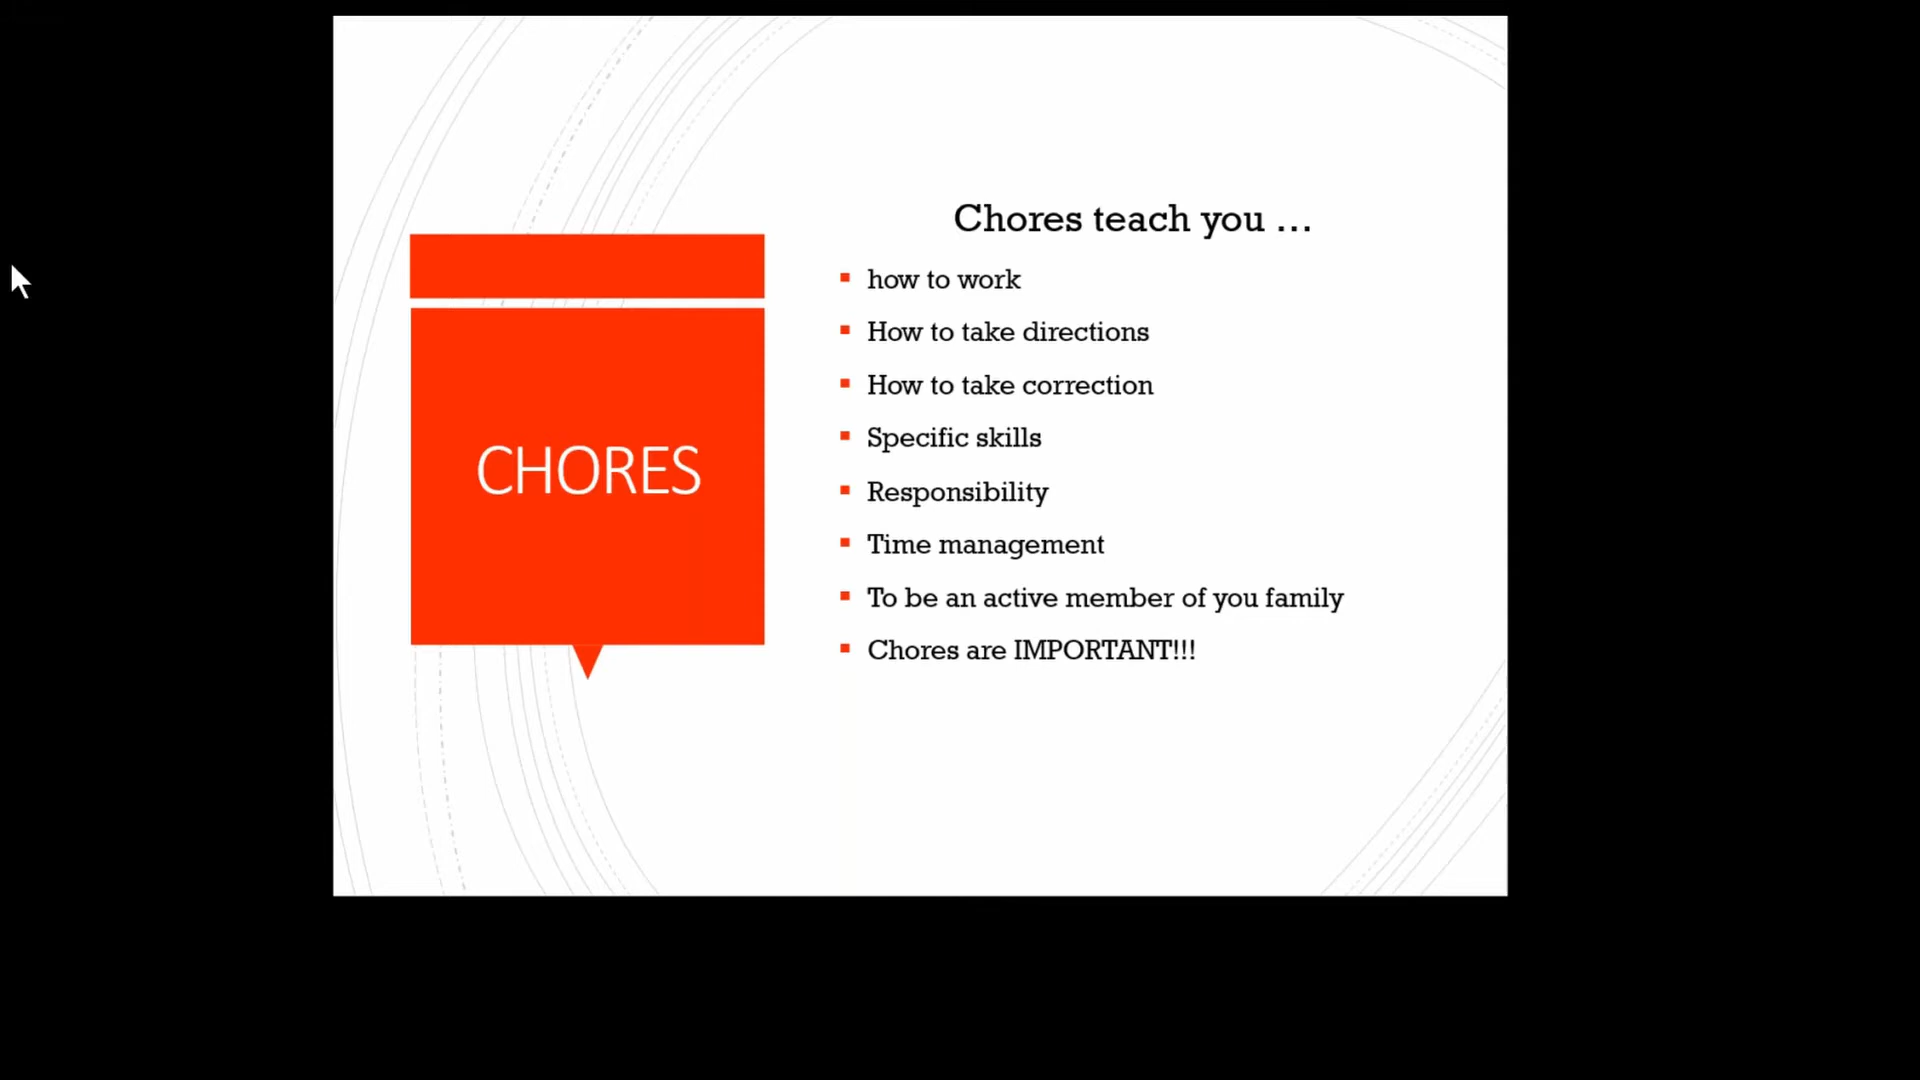 CHORES
Chores teach you ...
how to work
How to take directions
How to take correction
Specific skills
Responsibility
Time management
To be an active member of you family
Chores are IMPORTANT!!!